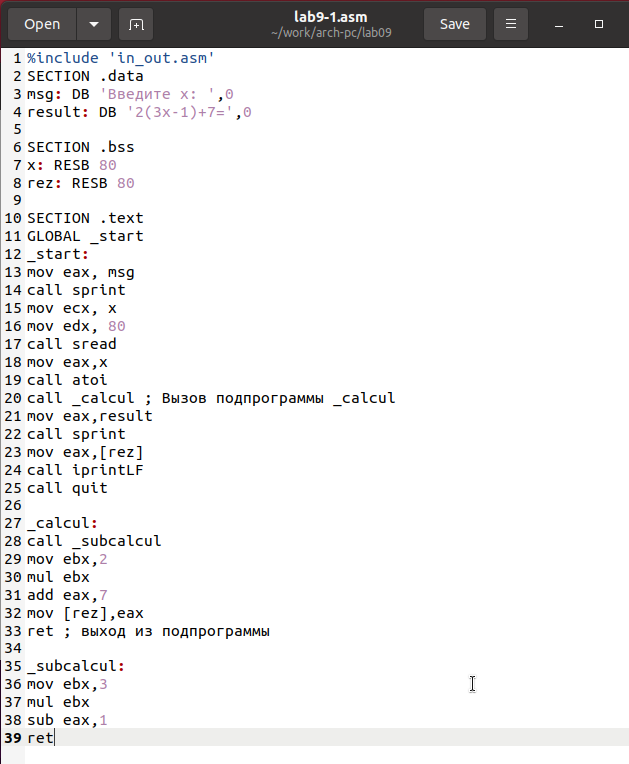 Open
lab9-1.asm
~/work/arch-pc/lab09
Save
1 %include 'in_out.asm'
2 SECTION .data
3 msg: DB 'Введите x: ',0
4 result: DB '2(3x-1)+7=',0
5
6 SECTION .bss
7 x: RESB 80
8 rez: RESB 80
9
10 SECTION .text
11 GLOBAL _start
12 _start:
13 mov eax, msg
14 call sprint
15 mov ecx, x
16 mov edx, 80
17 call sread
18 mov eax,x
19 call atoi
20 call _calcul ; Вызов подпрограммы _calcul
21 mov eax,result
22 call sprint
23 mov eax,[rez]
24 call iprintLF
25 call quit
26
27 _calcul:
28 call _subcalcul
29 mov ebx,2
30 mul ebx
31 add eax,7
32 mov [rez],eax
33 ret ; выход из подпрограммы
34
35 _subcalcul:
36 mov ebx,3
37 mul ebx
38 sub eax,1
39 ret